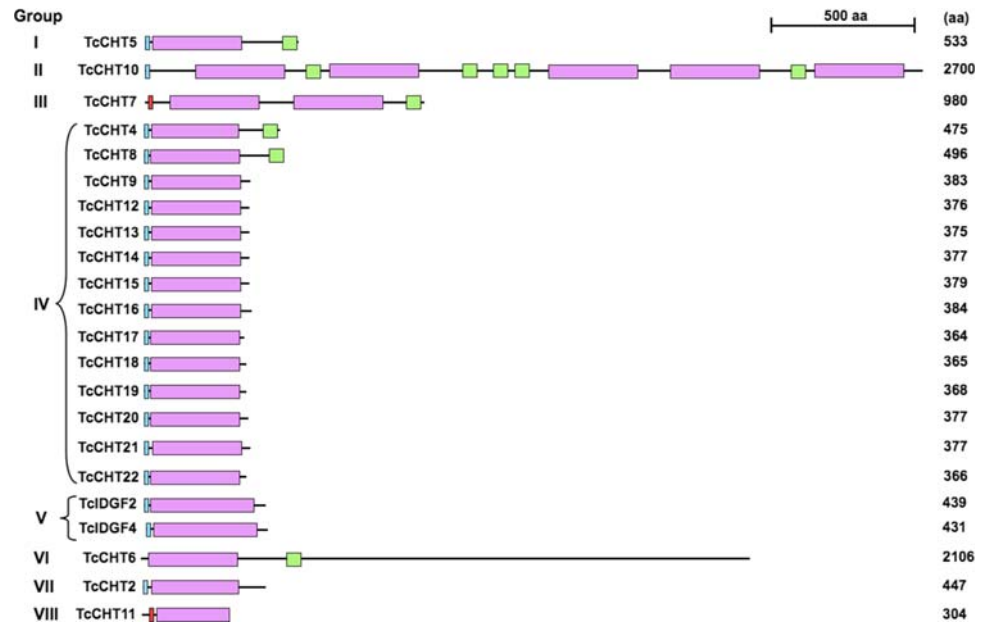 Group 500 aa (aa)
I TcCHT5 533
II TcCHT10 2700
III TcCHT7 980
TcCHT4 475
TcCHT8 496
TcCHT9 383
TcCHT12 376
TcCHT13 375
TcCHT14 377
TcCHT15 379
IV TcCHT16 384
TcCHT17 364
TcCHT18 365
TcCHT19 368
TcCHT20 377
TcCHT21 377
TcCHT22 366
V TcIDGF2 439
TcIDGF4 431
VI TcCHT6 2106
VII TcCHT2 447
VIII TcCHT11 304